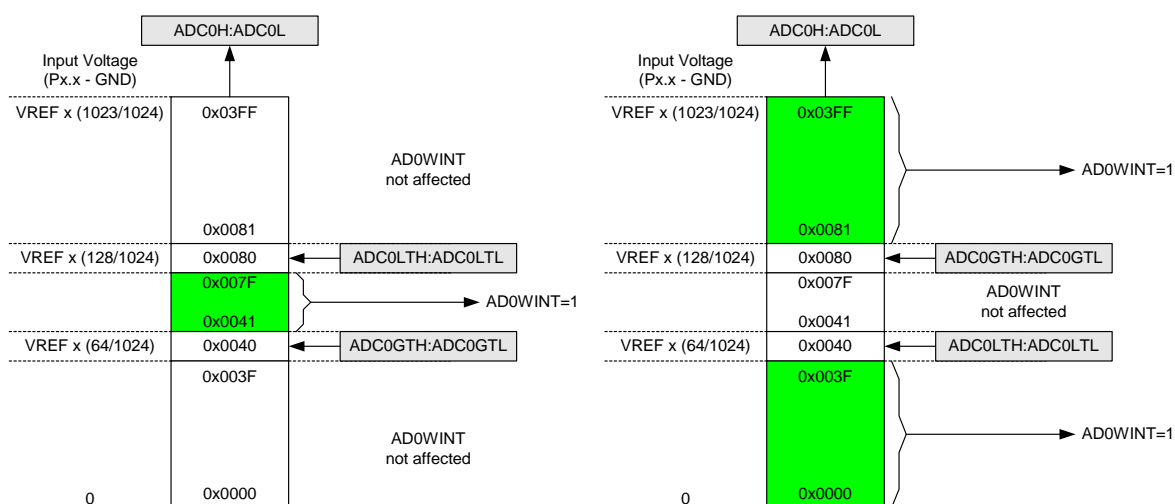 ADC0H:ADC0L
Input Voltage
(Px.x - GND)
VREF x (1023/1024)
0x03FF
AD0WINT
not affected
0x0081
VREF x (128/1024)
0x0080
ADC0LTH:ADC0LTL
0x007F
AD0WINT=1
0x0041
VREF x (64/1024)
0x0040
ADC0GTH:ADC0GTL
0x003F
AD0WINT
not affected
0
0x0000
ADC0H:ADC0L
Input Voltage
(Px.x - GND)
VREF x (1023/1024)
0x03FF
AD0WINT=1
0x0081
VREF x (128/1024)
0x0080
ADC0GTH:ADC0GTL
0x007F
AD0WINT
not affected
0x0041
VREF x (64/1024)
0x0040
ADC0LTH:ADC0LTL
0x003F
AD0WINT=1
0
0x0000